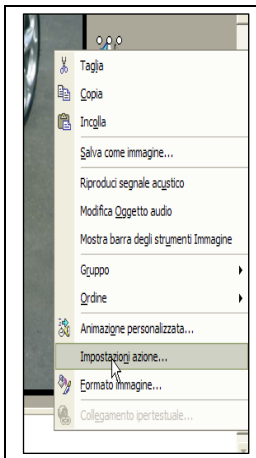 Taglia
Copia
Incolla
Salva come immagine...
Riproduci segnale acustico
Modifica Oggetto audio
Mostra barra degli strumenti Immagine
Gruppo
Ordine
Animazione personalizzata...
Impostazioni azione...
Formato immagine...
Collegamento ipertestuale...